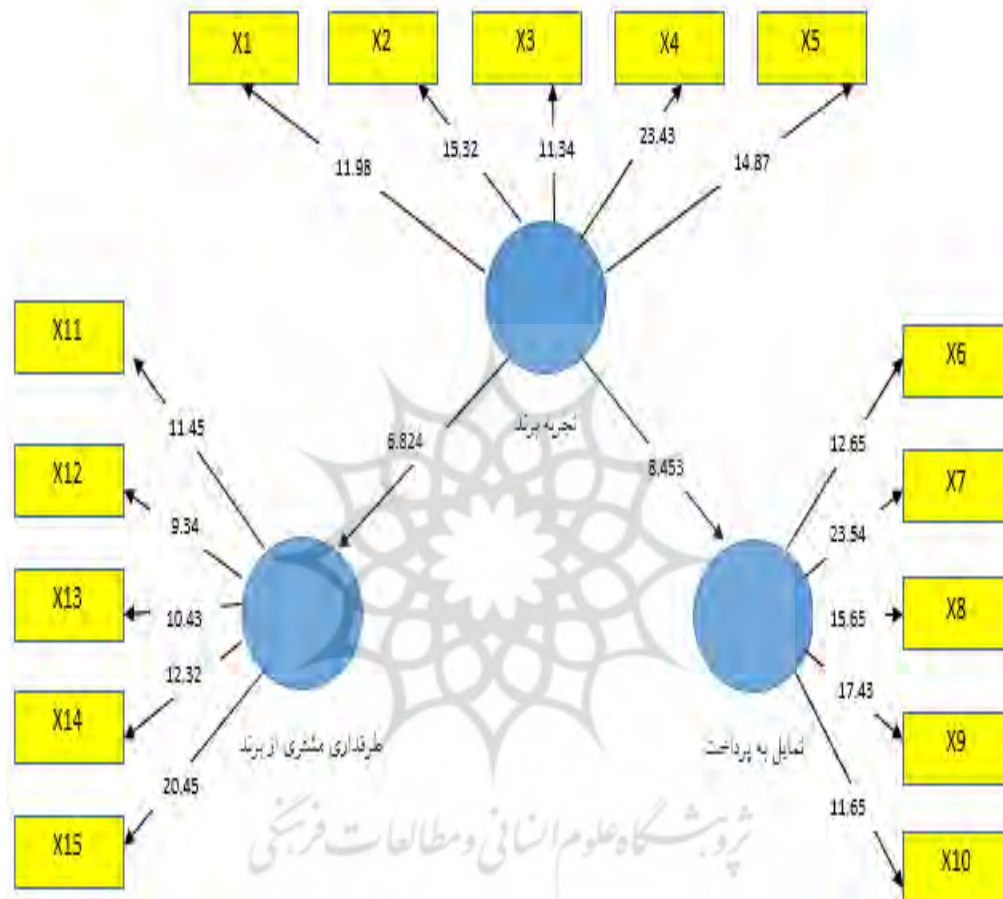 X1 X2 X3 X4 X5
11.98 15.32 11.34 23.43 14.87
X11
X6
تجربه برند
11.45 6.824 8.453 12.65
X12
X7
9.34 23.54
X13
X8
10.43 15.65
12.32 17.43
X14
X9
طرفداری مشتری از برند
تمایل به پرداخت
20.45 11.65
X15
X10
پژوهشگاه علوم انسانی و مطالعات فرهنگی